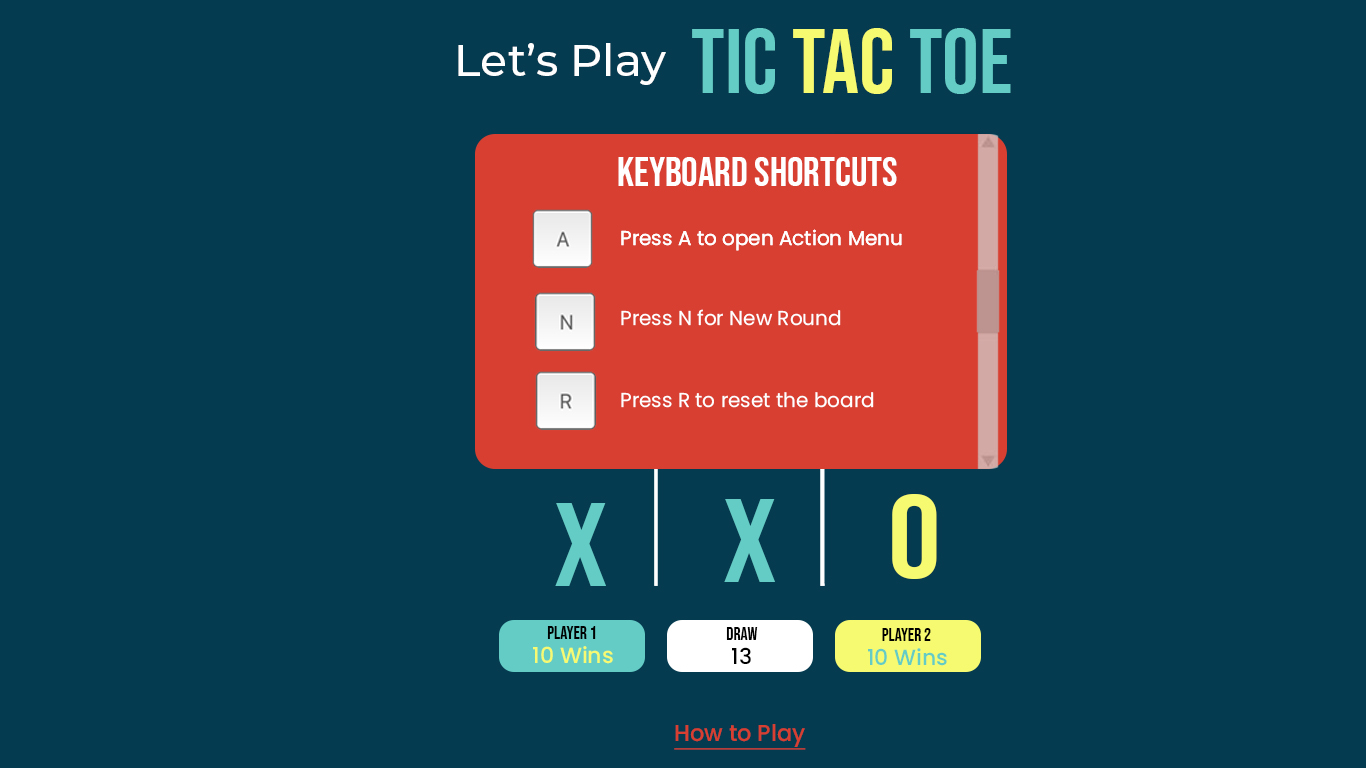 Let’s Play TIC TAC TOE
KEYBOARD SHORTCUTS
A Press A to open Action Menu
N Press N for New Round
R Press R to reset the board
X X O
PLAYER 1 DRAW PLAYER 2
10 Wins 13 10 Wins
How to Play